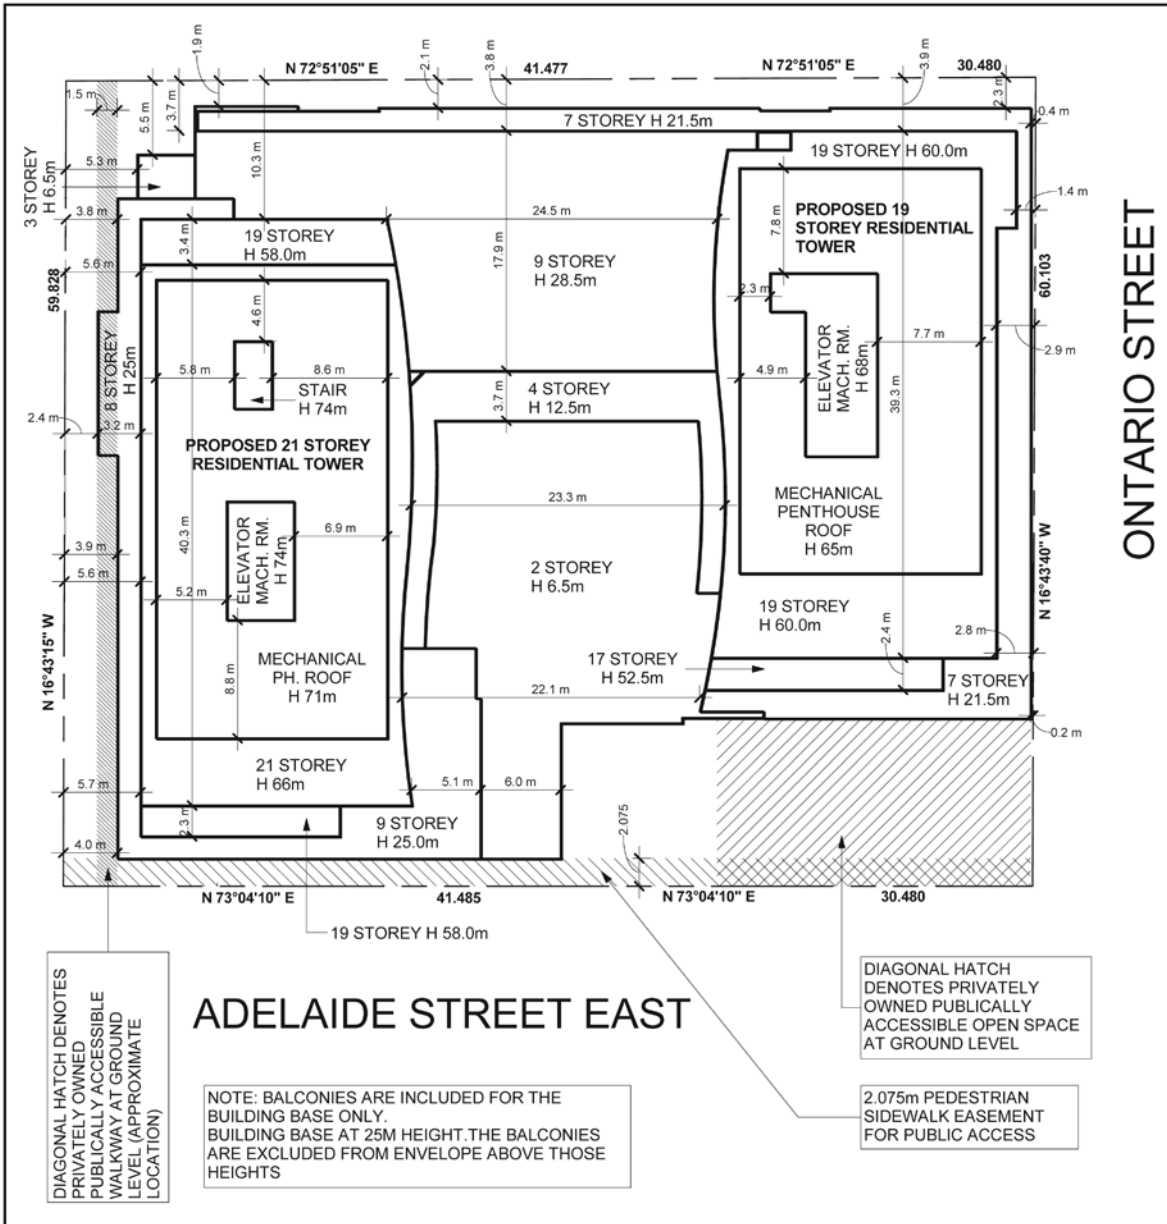 1.9 m
N 72°51'05" E
2.1 m
3.8 m
41.477
N 72°51'05" E
3.9 m
30.480
1.5 m
5.5 m
3.7 m
2.3 m
0.4 m
7 STOREY H 21.5m
10.3 m
19 STOREY H 60.0m
5.3 m
3 STOREY
H 6.5m
1.4 m
3.8 m
24.5 m
7.8 m
PROPOSED 19
STOREY RESIDENTIAL
TOWER
3.4 m
19 STOREY
H 58.0m
17.9 m
9 STOREY
H 28.5m
5.6 m
59.828
60.103
2.3 m
4.6 m
7.7 m
2.9 m
8 STOREY
H 25m
5.8 m
8.6 m
STAIR
H 74m
4.9 m
ELEVATOR
MACH. RM.
H 68m
39.3 m
4 STOREY
H 12.5m
3.7 m
2.4 m
3.2 m
PROPOSED 21 STOREY
RESIDENTIAL TOWER
ONTARIO STREET
23.3 m
MECHANICAL
PENTHOUSE
ROOF
H 65m
40.3 m
ELEVATOR
MACH. RM.
H 74m
6.9 m
3.9 m
5.6 m
5.2 m
2 STOREY
H 6.5m
N 16°43'40" W
19 STOREY
H 60.0m
2.4 m
2.8 m
N 16°43'15" W
8.8 m
MECHANICAL
PH. ROOF
H 71m
17 STOREY
H 52.5m
7 STOREY
H 21.5m
22.1 m
0.2 m
21 STOREY
H 66m
5.7 m
5.1 m
6.0 m
2.3 m
9 STOREY
H 25.0m
2.075
4.0 m
N 73°04'10" E
41.485
N 73°04'10" E
30.480
19 STOREY H 58.0m
DIAGONAL HATCH DENOTES
PRIVATELY OWNED
PUBLICALLY ACCESSIBLE
WALKWAY AT GROUND
LEVEL (APPROXIMATE
LOCATION)
ADELAIDE STREET EAST
DIAGONAL HATCH
DENOTES PRIVATELY
OWNED PUBLICALLY
ACCESSIBLE OPEN SPACE
AT GROUND LEVEL
NOTE: BALCONIES ARE INCLUDED FOR THE
BUILDING BASE ONLY.
BUILDING BASE AT 25M HEIGHT.THE BALCONIES
ARE EXCLUDED FROM ENVELOPE ABOVE THOSE
HEIGHTS
2.075m PEDESTRIAN
SIDEWALK EASEMENT
FOR PUBLIC ACCESS